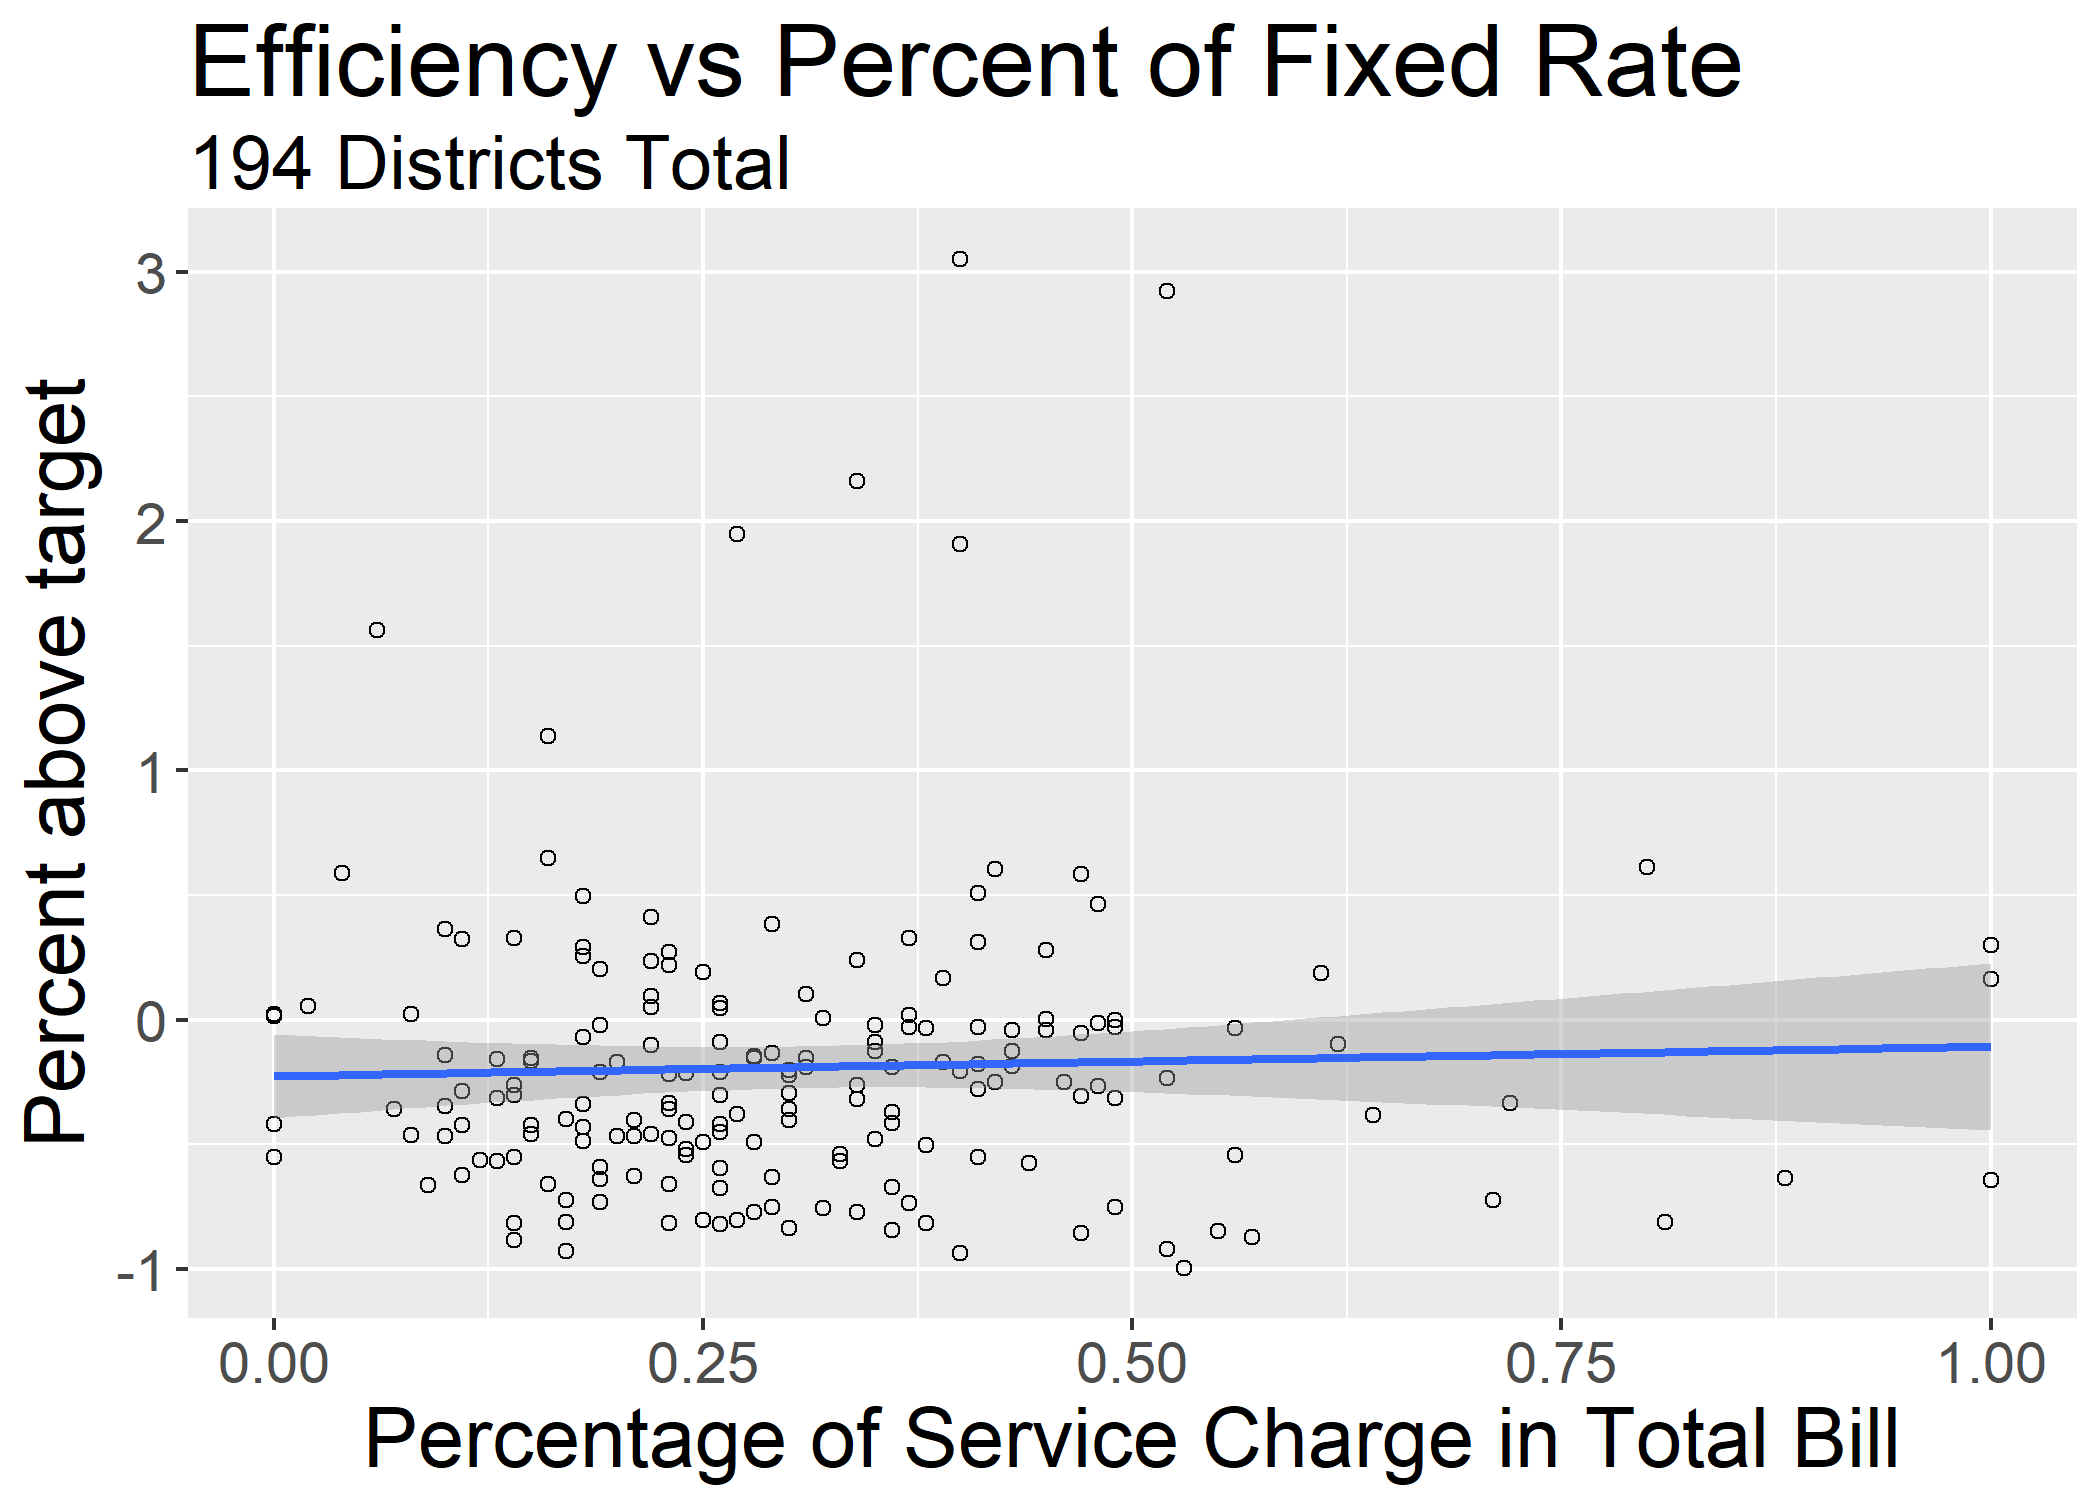 Efficiency vs Percent of Fixed Rate
194 Districts Total
Percent above target
3
2
1
0
-1
0.00 0.25 0.50 0.75 1.00
Percentage of Service Charge in Total Bill